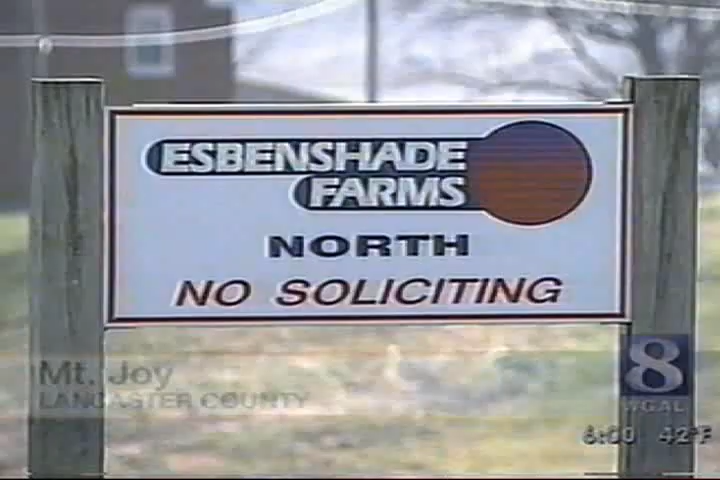 ESBENSHADE
FARMS
NORTH
NO SOLICITING
Mt. Joy
LANCASTER COUNTY
8
WGAL
6:00 42°F